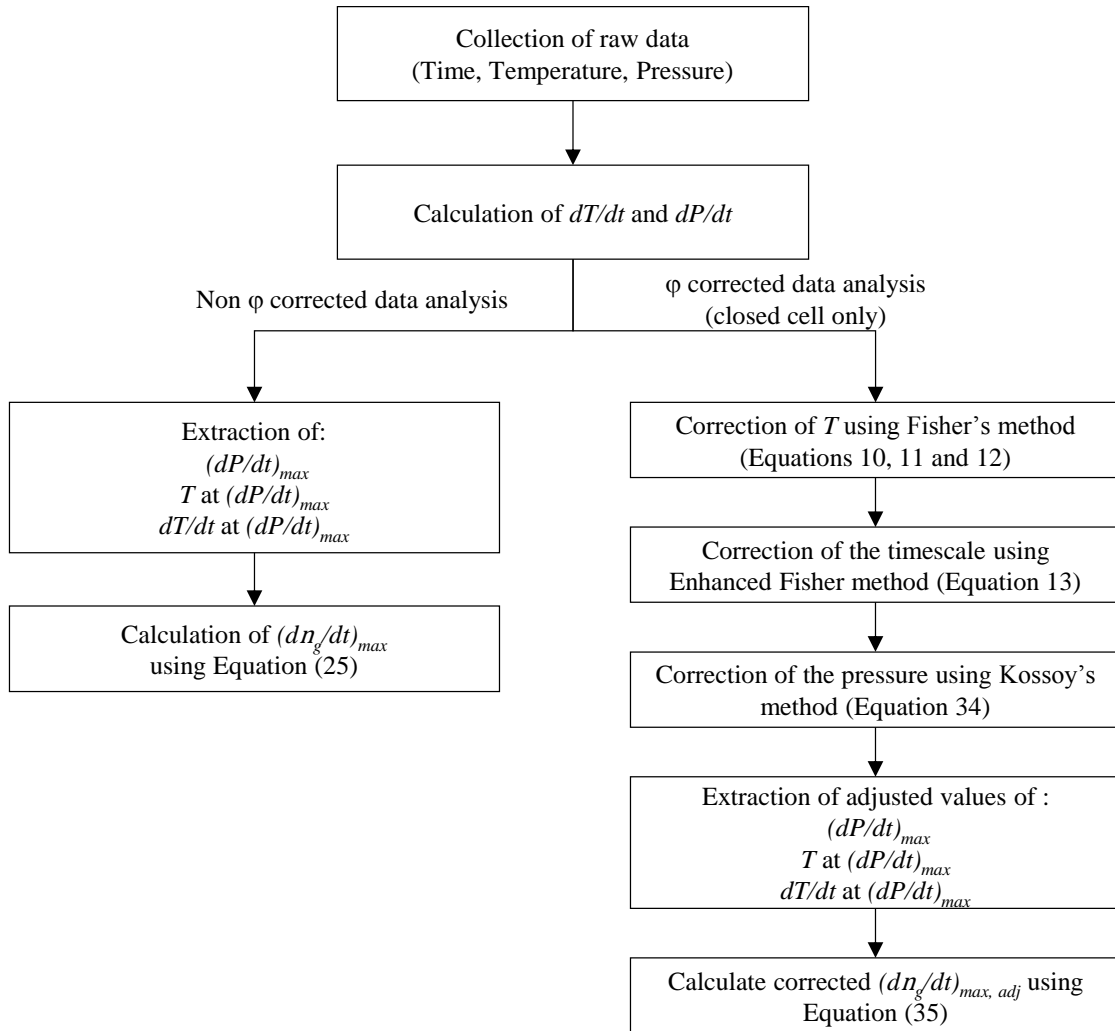 Collection of raw data
(Time, Temperature, Pressure)
Calculation of dT/dt and dP/dt
Non φ corrected data analysis
φ corrected data analysis
(closed cell only)
Extraction of:
(dP/dt)max
T at (dP/dt)max
dT/dt at (dP/dt)max
Calculation of (dng/dt)max
using Equation (25)
Correction of T using Fisher’s method
(Equations 10, 11 and 12)
Correction of the timescale using
Enhanced Fisher method (Equation 13)
Correction of the pressure using Kossoy’s
method (Equation 34)
Extraction of adjusted values of :
(dP/dt)max
T at (dP/dt)max
dT/dt at (dP/dt)max
Calculate corrected (dng/dt)max, adj using
Equation (35)